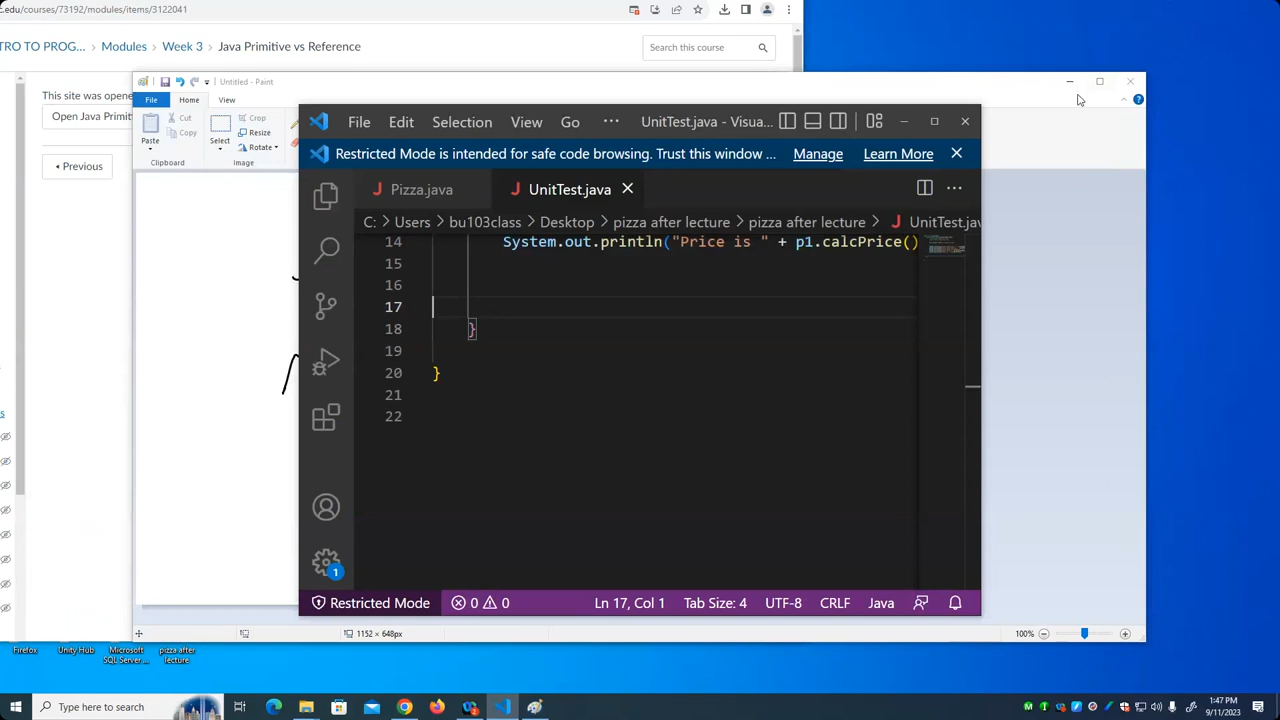 c.edu/courses/73192/modules/items/3122041
TRO TO PROG... > Modules > Week 3 > Java Primitive vs Reference
Search this course
This site was opene
Open Java Primiti
Previous
Untitled - Paint
File Home View
Paste
Cut
Copy
Clipboard
Select
Crop
Resize
Rotate
Image
File Edit Selection View Go ··· UnitTest.java - Visua...
Restricted Mode is intended for safe code browsing. Trust this window ... Manage Learn More
Pizza.java UnitTest.java
C: > Users > bu103class > Desktop > pizza after lecture > pizza after lecture > UnitTest.java
14 System.out.println("Price is " + p1.calcPrice()
15
16
17
18 }
19
20 }
21
22
1
Restricted Mode 0 0 Ln 17, Col 1 Tab Size: 4 UTF-8 CRLF Java
1152 × 648px 100%
Firefox
Unity Hub
Microsoft SQL Server ...
pizza after lecture
Type here to search
1:47 PM
9/11/2023